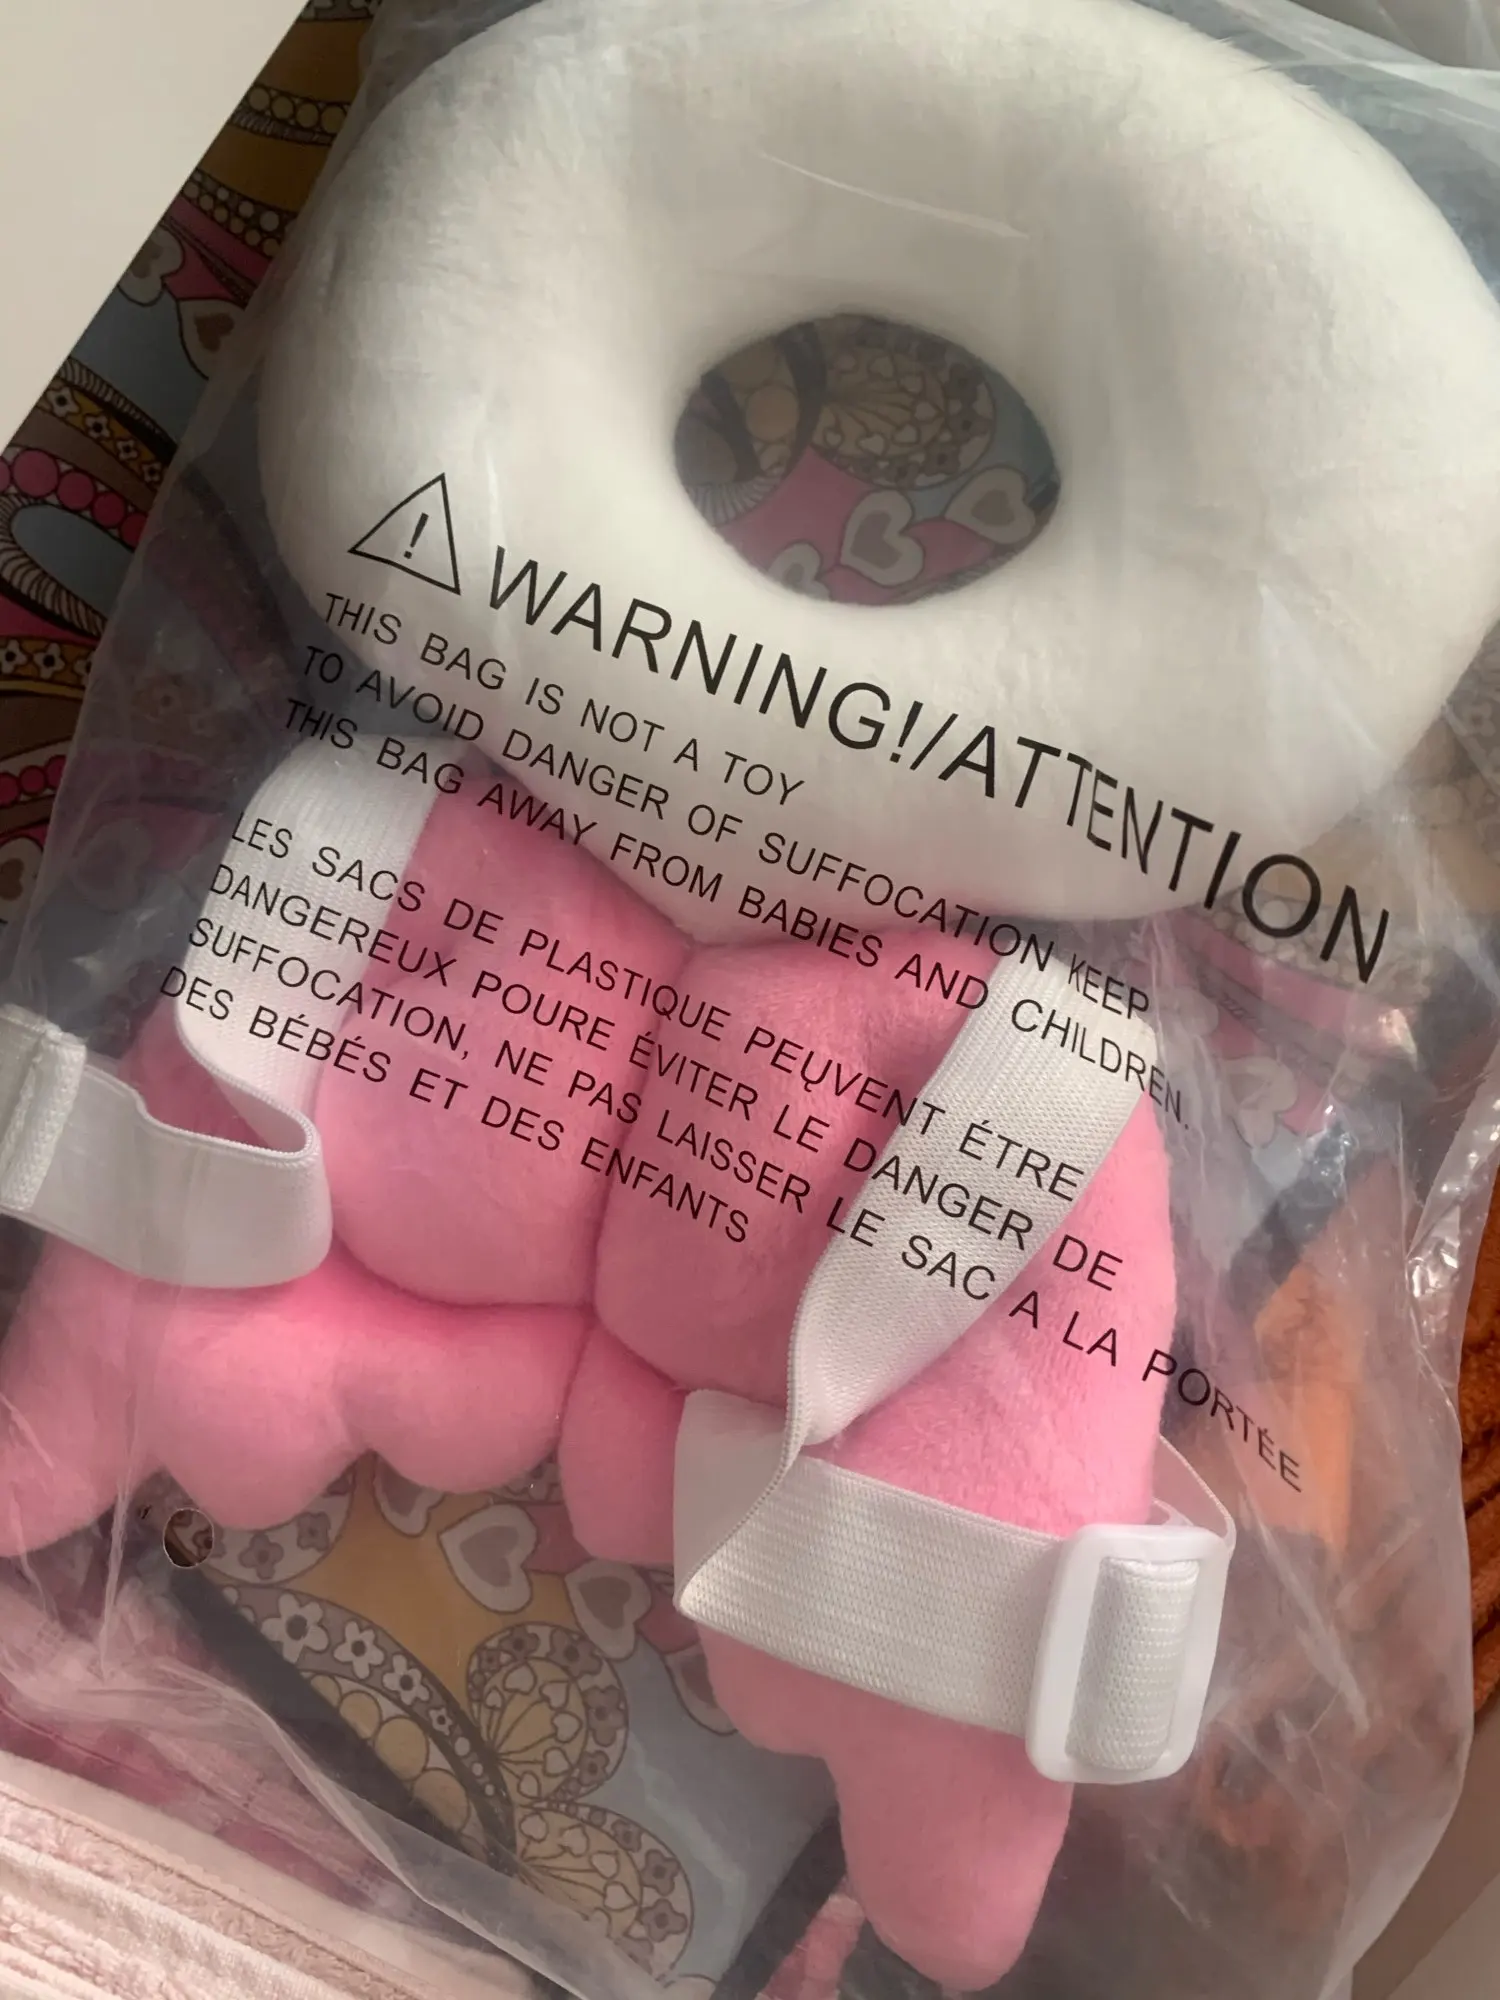 ! WARNING!/ATTENTION
THIS BAG IS NOT A TOY
TO AVOID DANGER OF SUFFOCATION KEEP
THIS BAG AWAY FROM BABIES AND CHILDREN.
LES SACS DE PLASTIQUE PEUVENT ÉTRE
DANGEREUX POURE ÉVITER LE DANGER DE
SUFFOCATION, NE PAS LAISSER LE SAC A LA PORTÉE
DES BÉBÉS ET DES ENFANTS